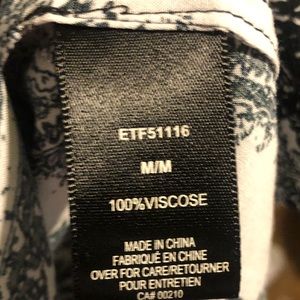 ETF51116
M/M
100%VISCOSE
MADE IN CHINA
FABRIQUÉ EN CHINE
OVER FOR CARE/RETOURNER
POUR ENTRETIEN
CA# 00210